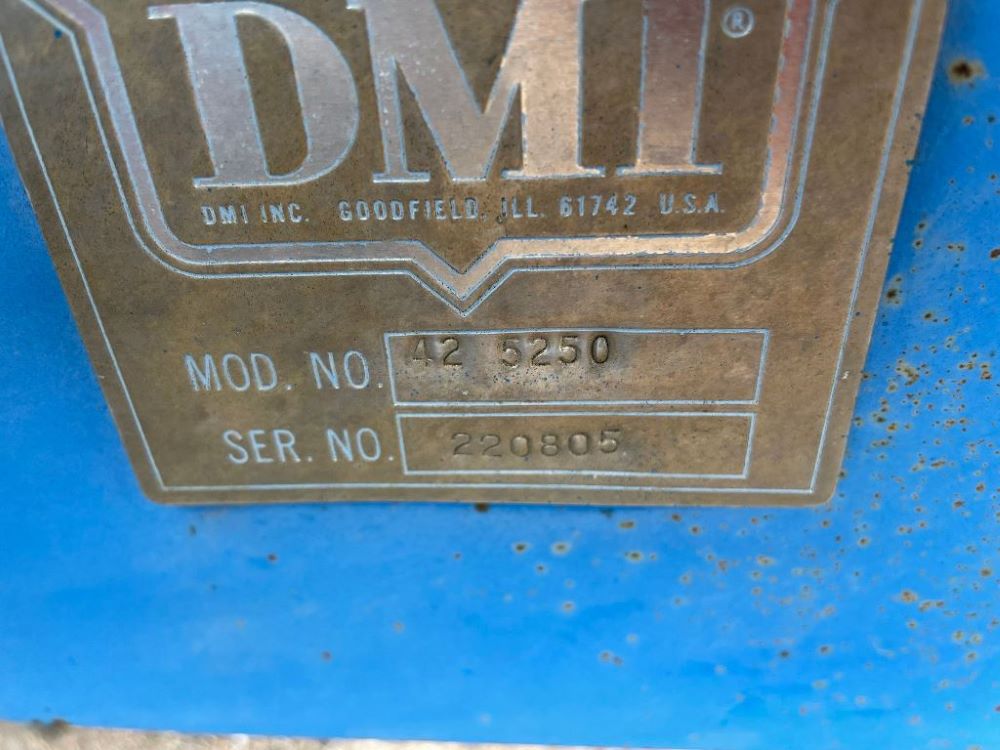 DMI®
DMI INC. GOODFIELD, ILL. 61742 U.S.A.
MOD. NO. 42 5250
SER. NO. 220805